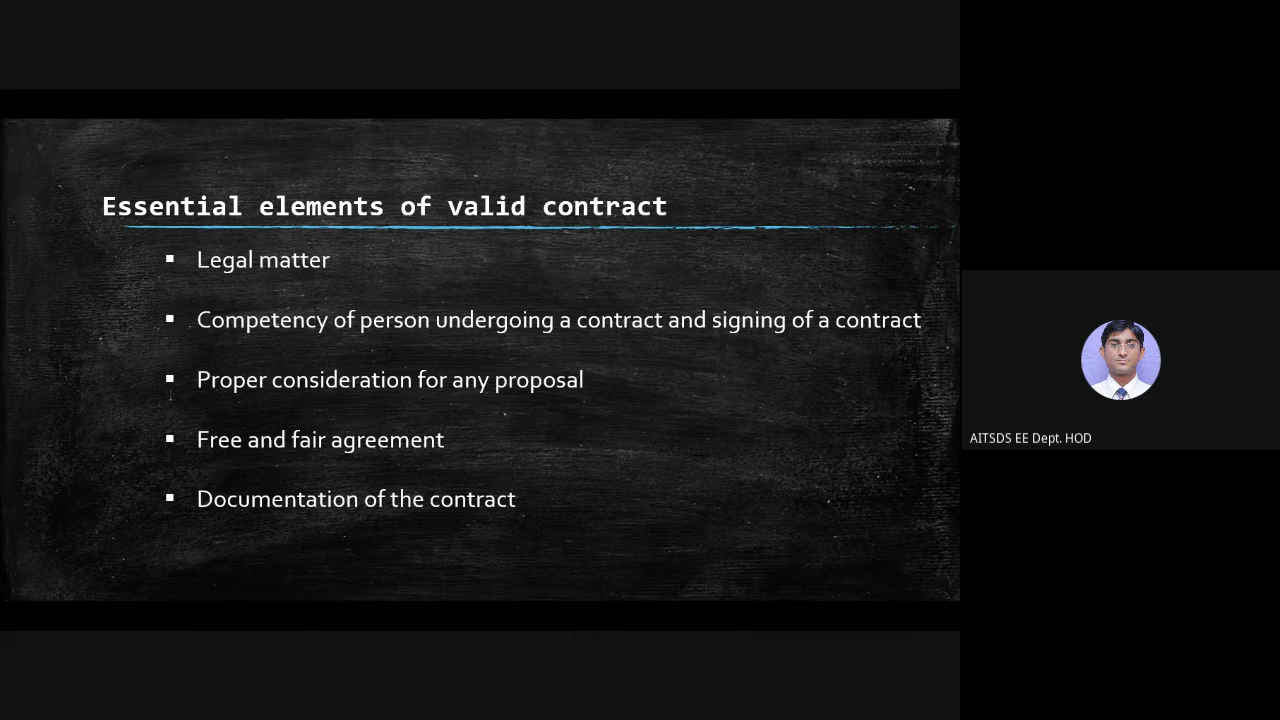 Essential elements of valid contract
▪ Legal matter
▪ Competency of person undergoing a contract and signing of a contract
▪ Proper consideration for any proposal
▪ Free and fair agreement
▪ Documentation of the contract
AITSDS EE Dept. HOD